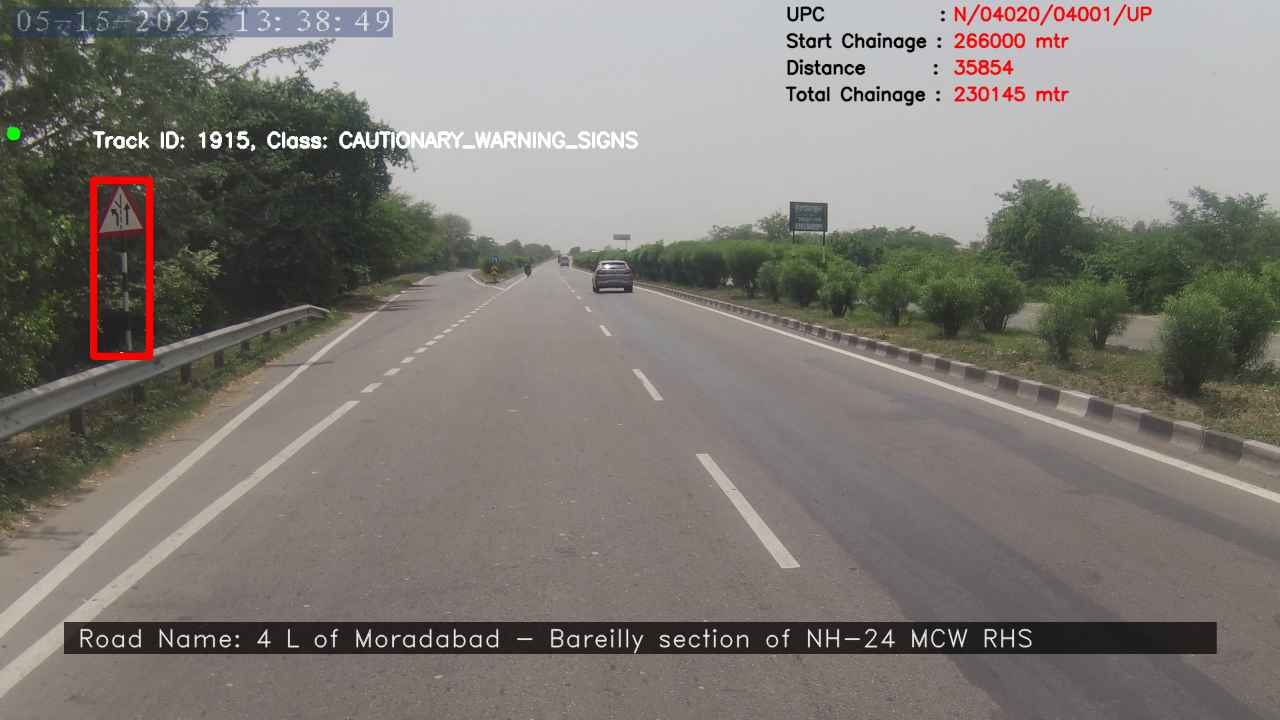 05-15-2025 13:38:49
UPC : N/04020/04001/UP
Start Chainage : 266000 mtr
Distance : 35854
Total Chainage : 230145 mtr
Track ID: 1915, Class: CAUTIONARY_WARNING_SIGNS
Road Name: 4 L of Moradabad - Bareilly section of NH-24 MCW RHS